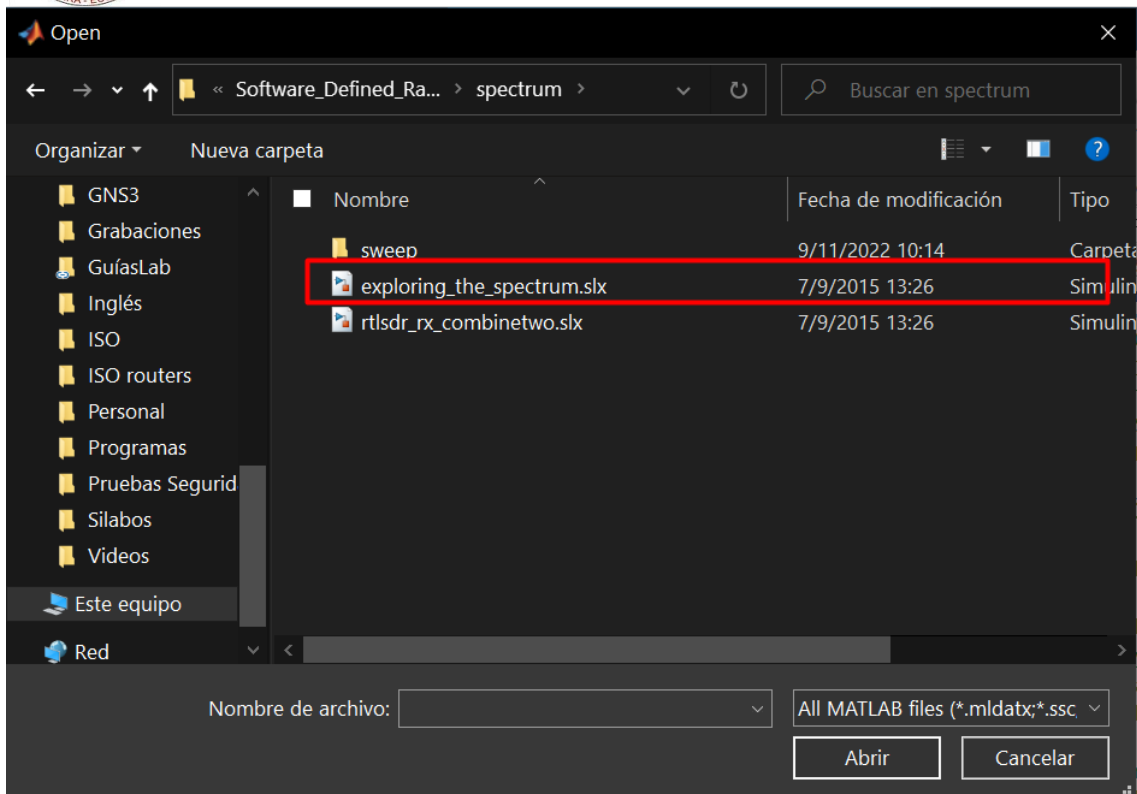 Open
« Software_Defined_Ra... > spectrum >
Buscar en spectrum
Organizar
Nueva carpeta
GNS3
Grabaciones
GuíasLab
Inglés
ISO
ISO routers
Personal
Programas
Pruebas Segurid
Silabos
Videos
Este equipo
Red
Nombre
Fecha de modificación
Tipo
sweep
9/11/2022 10:14
Carpeta
exploring_the_spectrum.slx
7/9/2015 13:26
Simulin
rtlsdr_rx_combinetwo.slx
7/9/2015 13:26
Simulin
Nombre de archivo:
All MATLAB files (*.mldatx;*.ssc,
Abrir
Cancelar